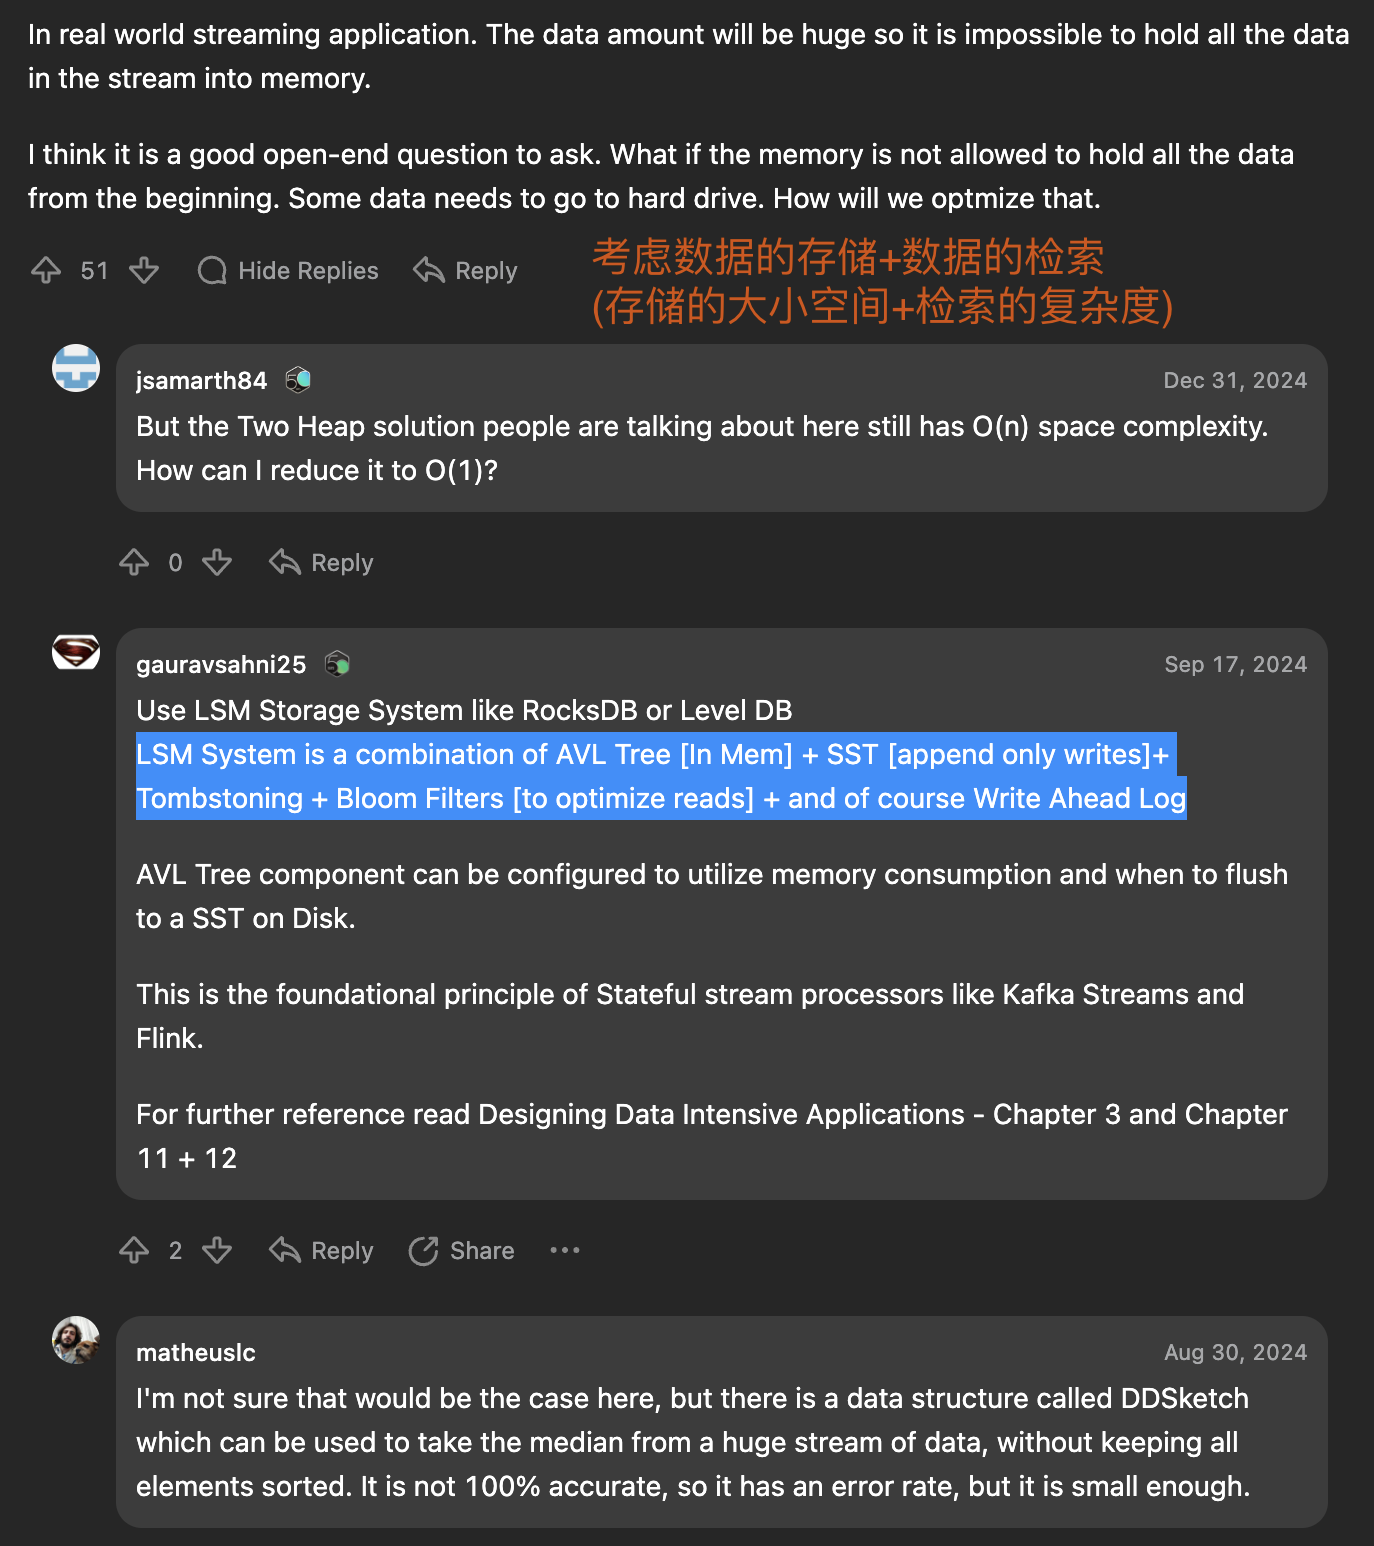 In real world streaming application. The data amount will be huge so it is impossible to hold all the data
in the stream into memory.
I think it is a good open-end question to ask. What if the memory is not allowed to hold all the data
from the beginning. Some data needs to go to hard drive. How will we optmize that.
51 Hide Replies Reply
考虑数据的存储+数据的检索
(存储的大小空间+检索的复杂度)
jsamarth84 Dec 31, 2024
But the Two Heap solution people are talking about here still has O(n) space complexity.
How can I reduce it to O(1)?
0 Reply
gauravsahni25 Sep 17, 2024
Use LSM Storage System like RocksDB or Level DB
LSM System is a combination of AVL Tree [In Mem] + SST [append only writes]+
Tombstoning + Bloom Filters [to optimize reads] + and of course Write Ahead Log
AVL Tree component can be configured to utilize memory consumption and when to flush
to a SST on Disk.
This is the foundational principle of Stateful stream processors like Kafka Streams and
Flink.
For further reference read Designing Data Intensive Applications - Chapter 3 and Chapter
11 + 12
2 Reply Share
matheuslc Aug 30, 2024
I'm not sure that would be the case here, but there is a data structure called DDSketch
which can be used to take the median from a huge stream of data, without keeping all
elements sorted. It is not 100% accurate, so it has an error rate, but it is small enough.